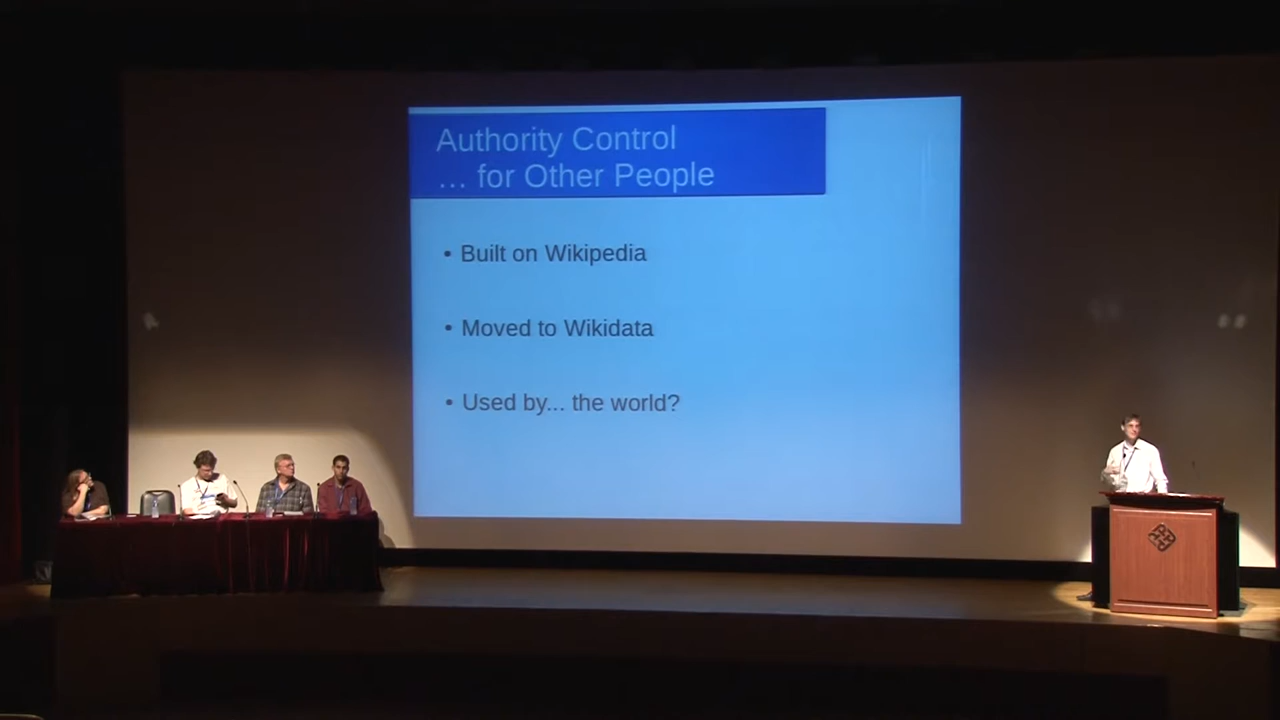 Authority Control
... for Other People
• Built on Wikipedia
• Moved to Wikidata
• Used by... the world?